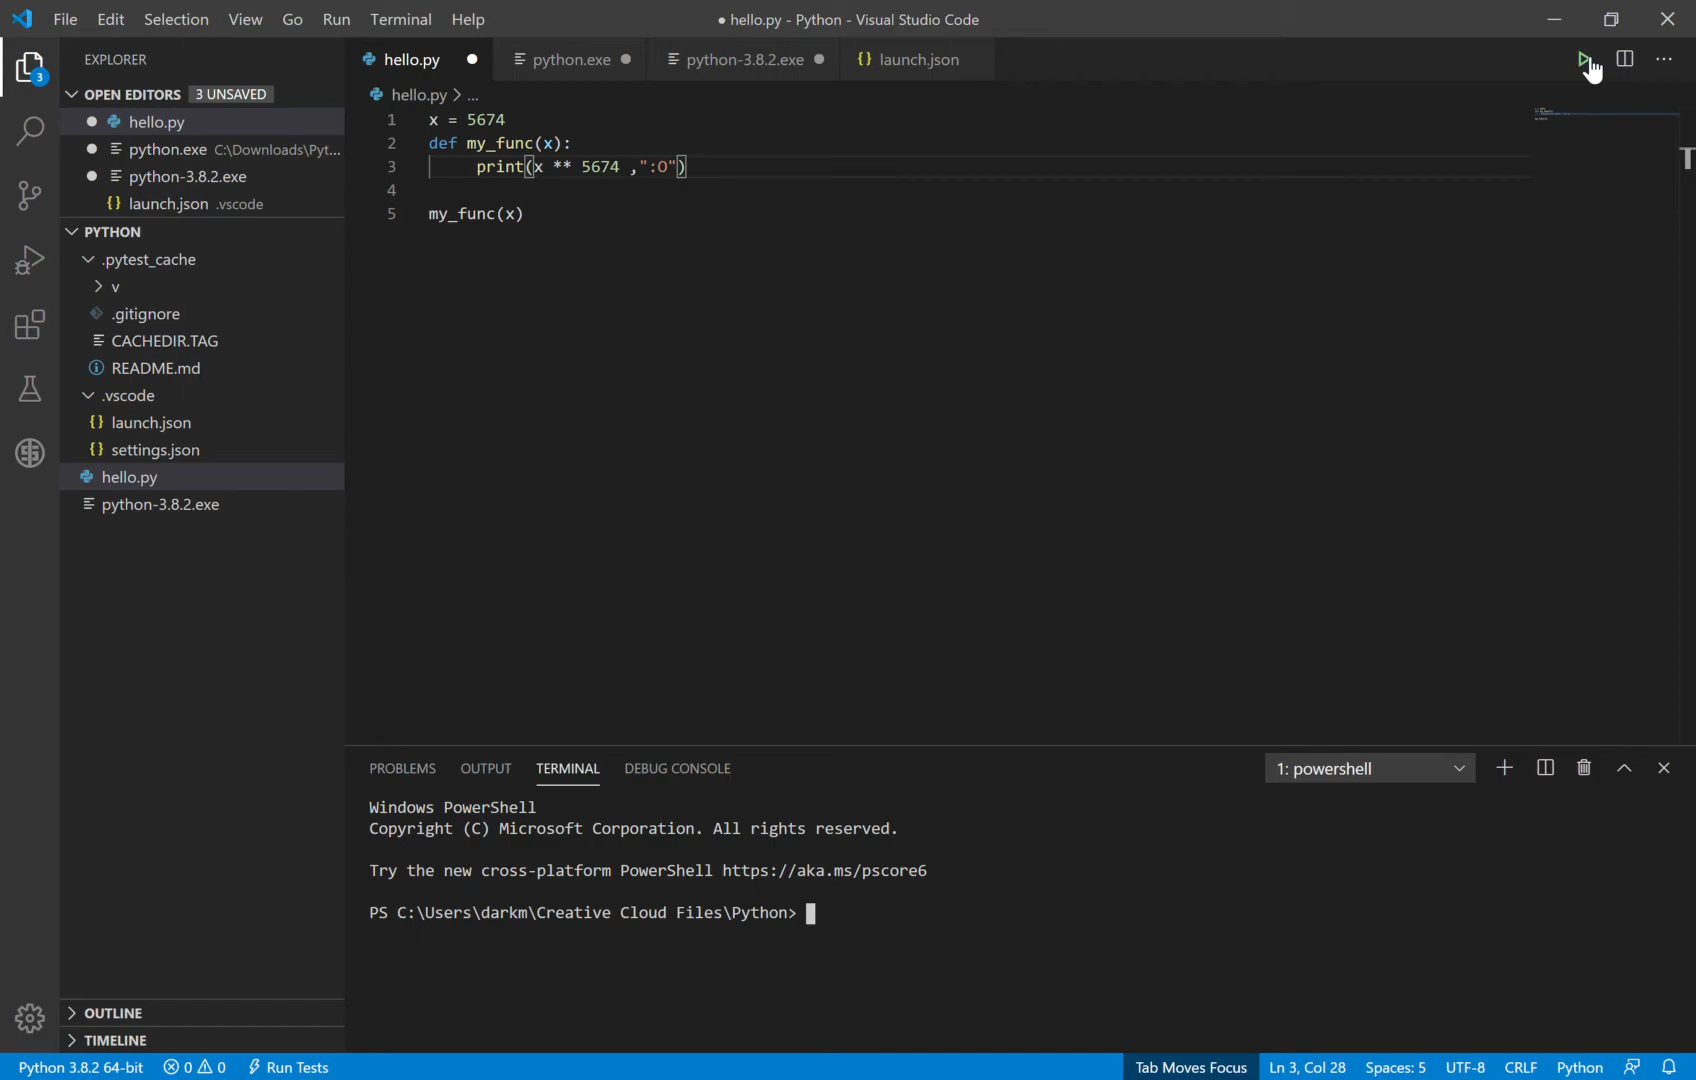 File Edit Selection View Go Run Terminal Help
● hello.py - Python - Visual Studio Code
EXPLORER
3
OPEN EDITORS 3 UNSAVED
hello.py
python.exe C:\Downloads\Pyt...
python-3.8.2.exe
launch.json .vscode
PYTHON
.pytest_cache
v
.gitignore
CACHEDIR.TAG
README.md
.vscode
launch.json
settings.json
hello.py
python-3.8.2.exe
OUTLINE
TIMELINE
hello.py python.exe python-3.8.2.exe launch.json
hello.py > ...
1 x = 5674
2 def my_func(x):
3 print(x ** 5674 ,":O")
4
5 my_func(x)
PROBLEMS OUTPUT TERMINAL DEBUG CONSOLE 1: powershell
Windows PowerShell
Copyright (C) Microsoft Corporation. All rights reserved.
Try the new cross-platform PowerShell https://aka.ms/pscore6
PS C:\Users\darkm\Creative Cloud Files\Python>
Python 3.8.2 64-bit 0 0 Run Tests Tab Moves Focus Ln 3, Col 28 Spaces: 5 UTF-8 CRLF Python